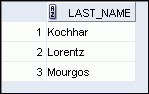 LAST_NAME
1 Kochhar
2 Lorentz
3 Mourgos